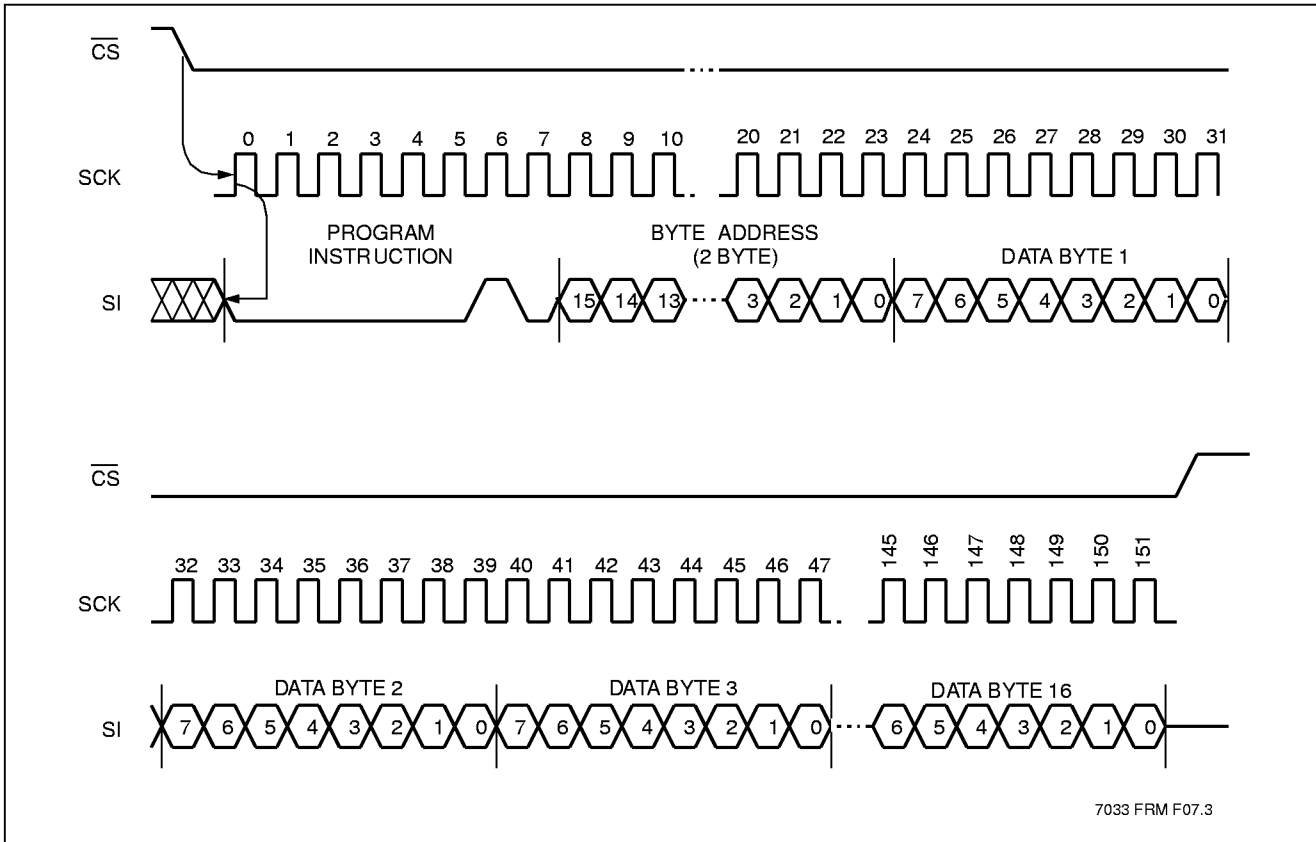 CS
0 1 2 3 4 5 6 7 8 9 10 20 21 22 23 24 25 26 27 28 29 30 31
SCK
PROGRAM
INSTRUCTION
BYTE ADDRESS
(2 BYTE)
DATA BYTE 1
SI
15 14 13 3 2 1 0 7 6 5 4 3 2 1 0
CS
32 33 34 35 36 37 38 39 40 41 42 43 44 45 46 47 145 146 147 148 149 150 151
SCK
DATA BYTE 2 DATA BYTE 3 DATA BYTE 16
SI
7 6 5 4 3 2 1 0 7 6 5 4 3 2 1 0 6 5 4 3 2 1 0
7033 FRM F07.3